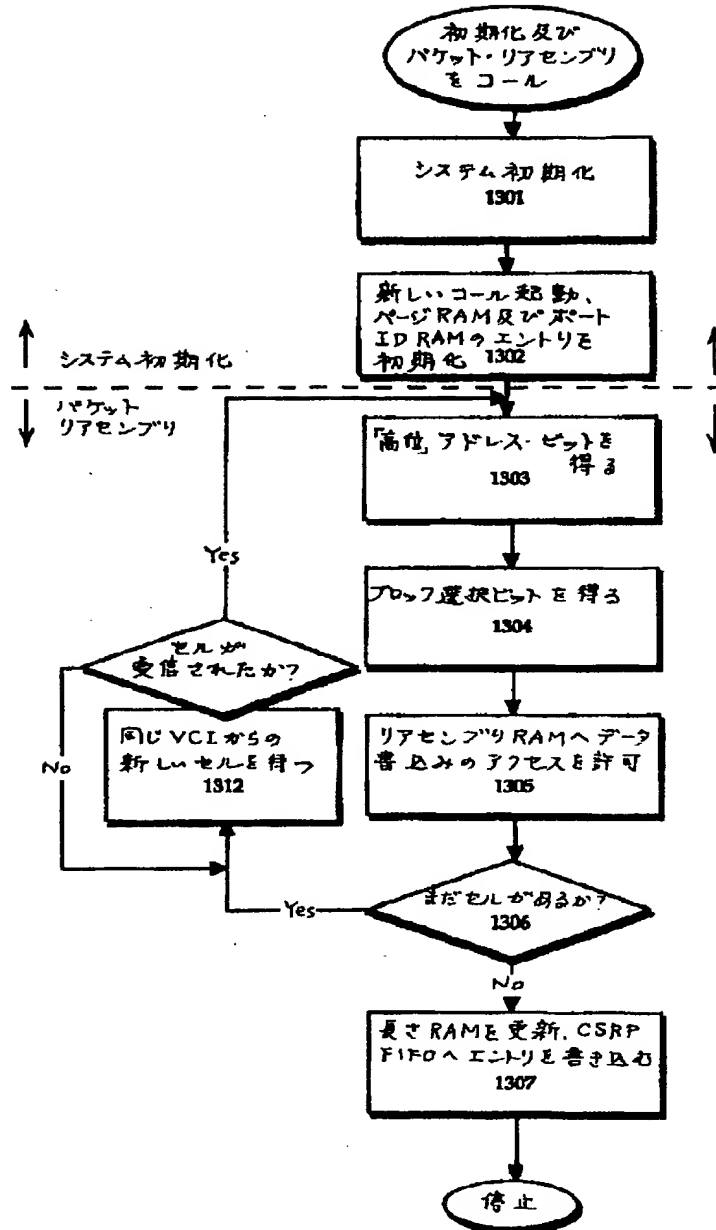 初期化及び
パケット・リアセンブリ
をコール
システム初期化
1301
新しいコール起動、
ページRAM及びポート
ID RAMのエントリを
初期化 1302
システム初期化
パケット
リアセンブリ
「高位」アドレス・ビットを
得る
1303
Yes
ブロック選択ビットを得る
1304
セルが
受信されたか?
No
同じVCIからの
新しいセルを待つ
1312
リアセンブリRAMへデータ
書込みのアクセスを許可
1305
Yes
まだセルがあるか?
1306
No
長さRAMを更新、CSRP
FIFOへエントリを書き込む
1307
停止